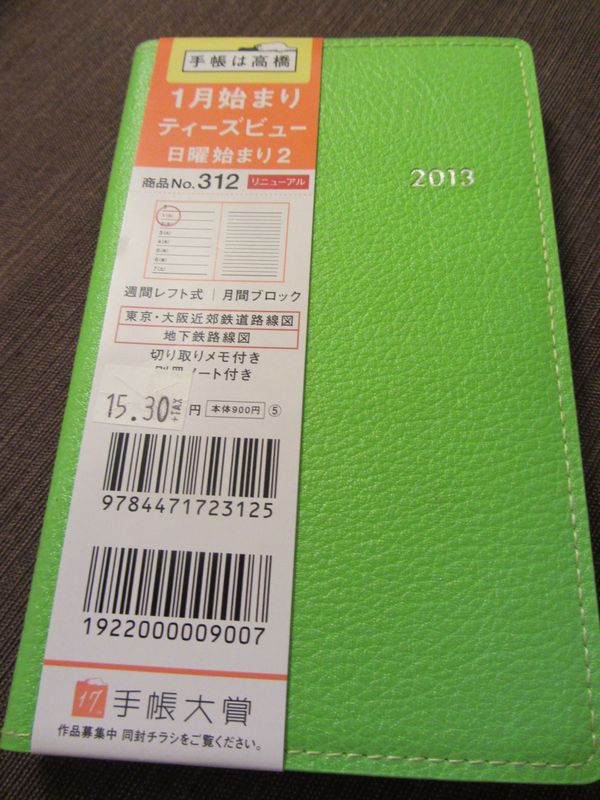 手帳は高橋
1月始まり
ティーズビュー
日曜始まり2
商品No.312 リニューアル
2013
週間レフト式 | 月間ブロック
東京・大阪近郊鉄道路線図
地下鉄路線図
切り取りメモ付き
ノート付き
15.30 +TAX 円 本体900円 ⑤
9784471723125
1922000009007
手帳大賞
作品募集中 同封チラシをご覧ください。